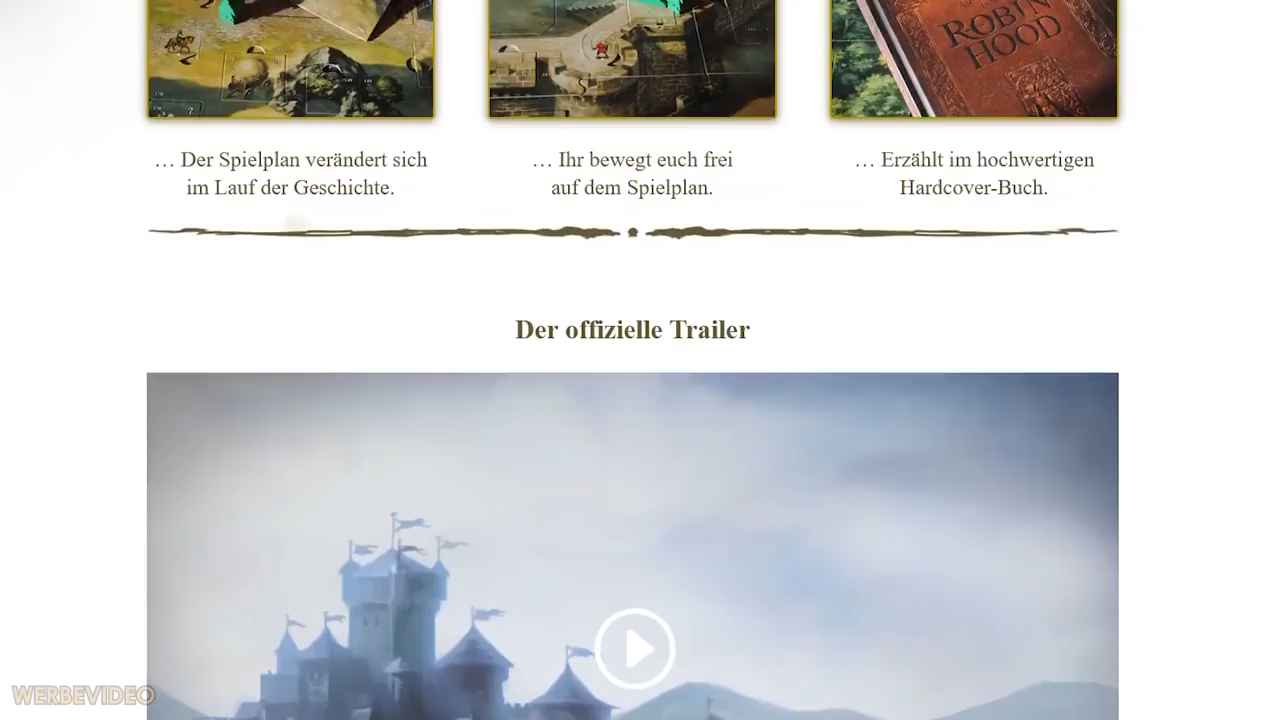 ROBIN
HOOD
… Der Spielplan verändert sich
im Lauf der Geschichte.
… Ihr bewegt euch frei
auf dem Spielplan.
… Erzählt im hochwertigen
Hardcover-Buch.
Der offizielle Trailer
WERBEVIDEO